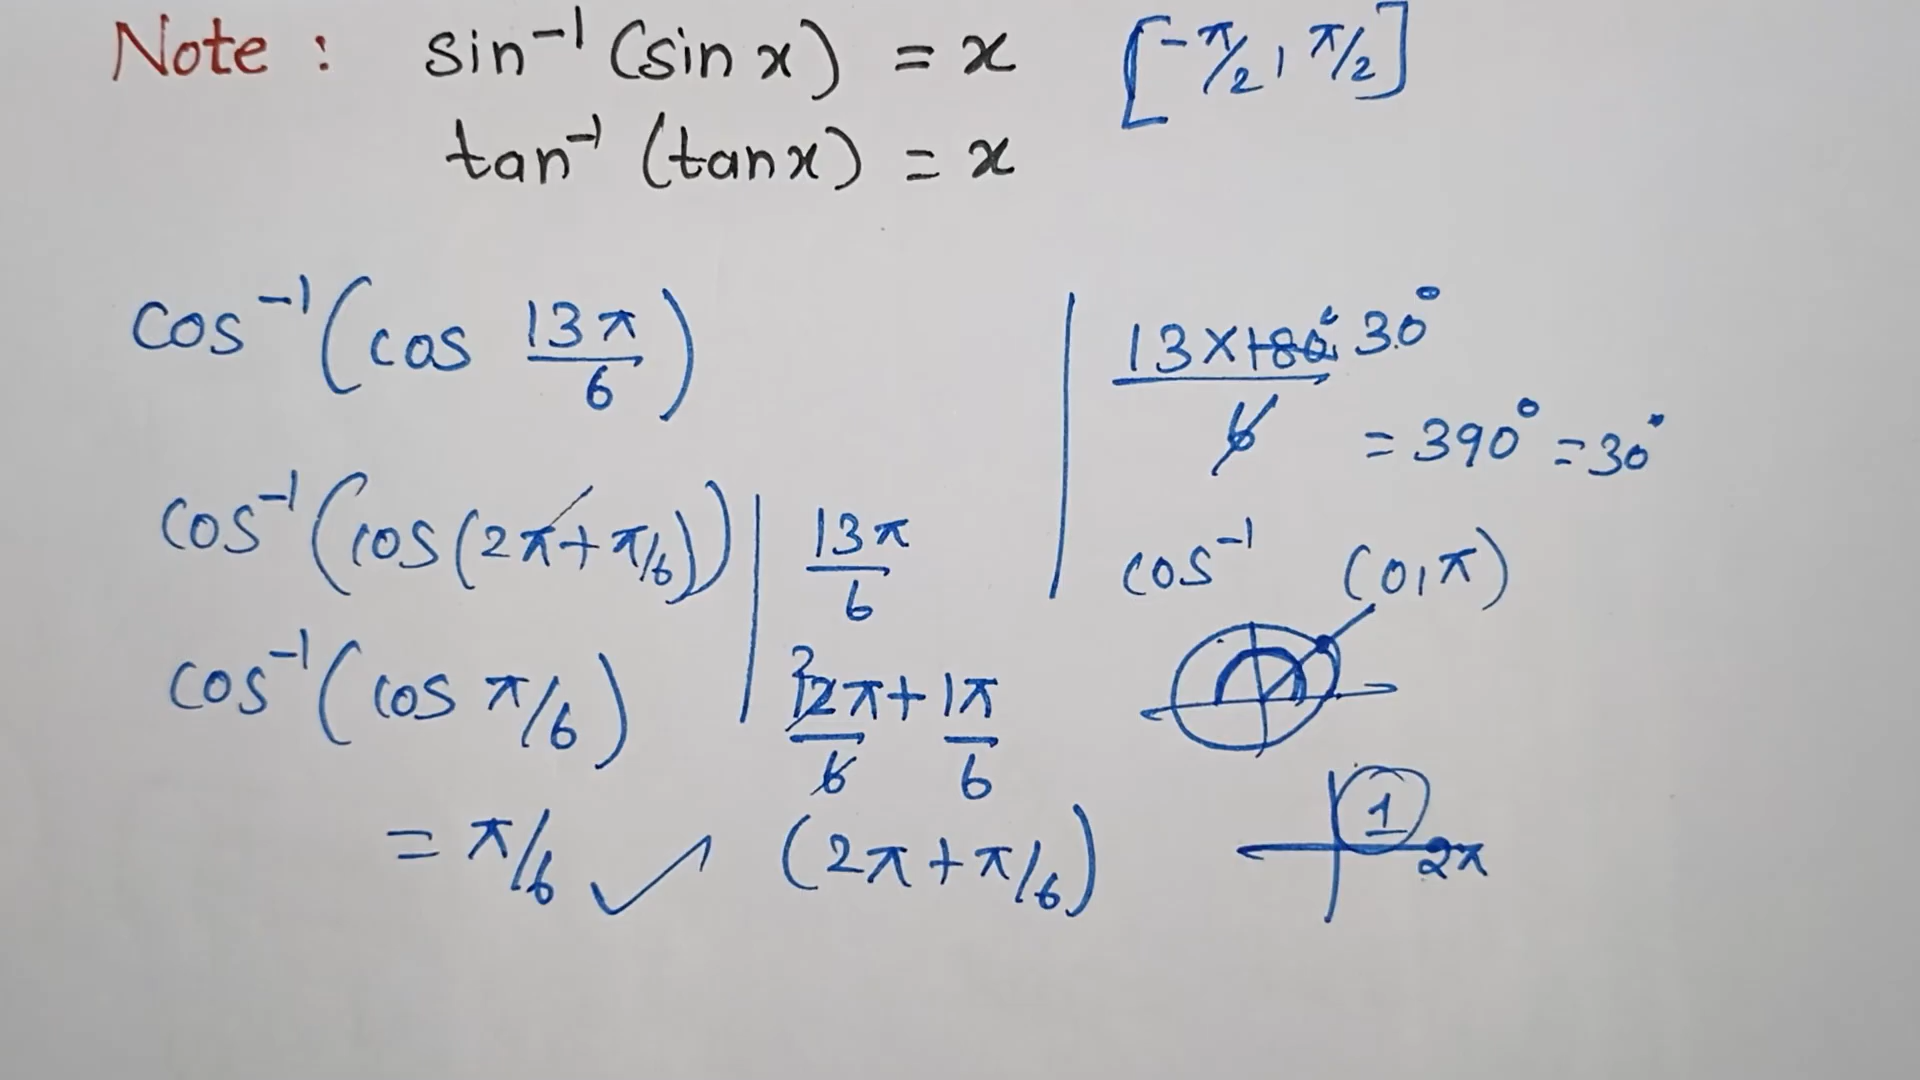 Note : sin⁻¹ (sin x) = x [-π/2, π/2]
tan⁻¹ (tan x) = x
cos⁻¹ (cos 13π/6)
cos⁻¹ (cos (2π + π/6))
cos⁻¹ (cos π/6)
= π/6 ✓
13π/6
12π/6 + 1π/6
(2π + π/6)
13 × 180°/6 30°
= 390° = 30°
cos⁻¹ (0, π)
1
2π